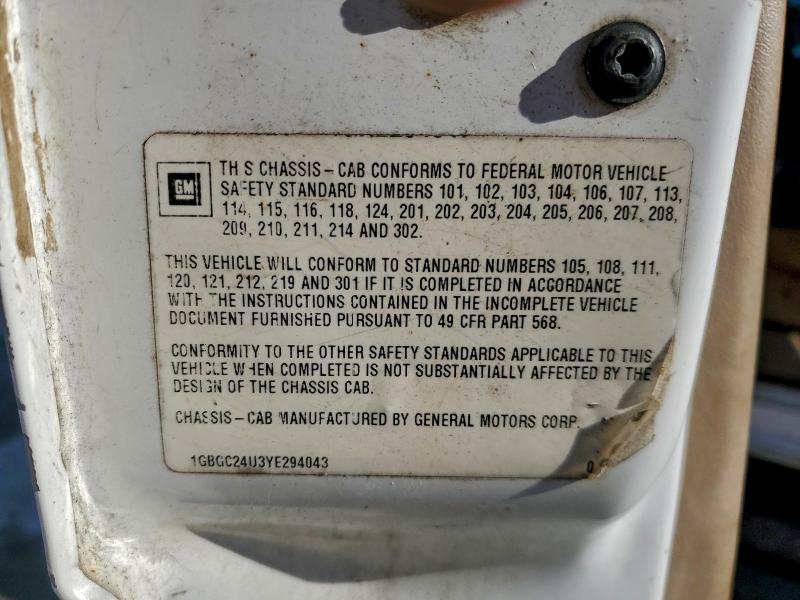 GM
TH S CHASSIS-CAB CONFORMS TO FEDERAL MOTOR VEHICLE
SAFETY STANDARD NUMBERS 101, 102, 103, 104, 106, 107, 113,
114, 115, 116, 118, 124, 201, 202, 203, 204, 205, 206, 207, 208,
209, 210, 211, 214 AND 302.
THIS VEHICLE WILL CONFORM TO STANDARD NUMBERS 105, 108, 111,
120, 121, 212, 219 AND 301 IF IT IS COMPLETED IN ACCORDANCE
WITH THE INSTRUCTIONS CONTAINED IN THE INCOMPLETE VEHICLE
DOCUMENT FURNISHED PURSUANT TO 49 CFR PART 568.
CONFORMITY TO THE OTHER SAFETY STANDARDS APPLICABLE TO THIS
VEHICLE WHEN COMPLETED IS NOT SUBSTANTIALLY AFFECTED BY THE
DESIGN OF THE CHASSIS CAB.
CHASSIS-CAB MANUFACTURED BY GENERAL MOTORS CORP.
1GBGC24U3YE294043